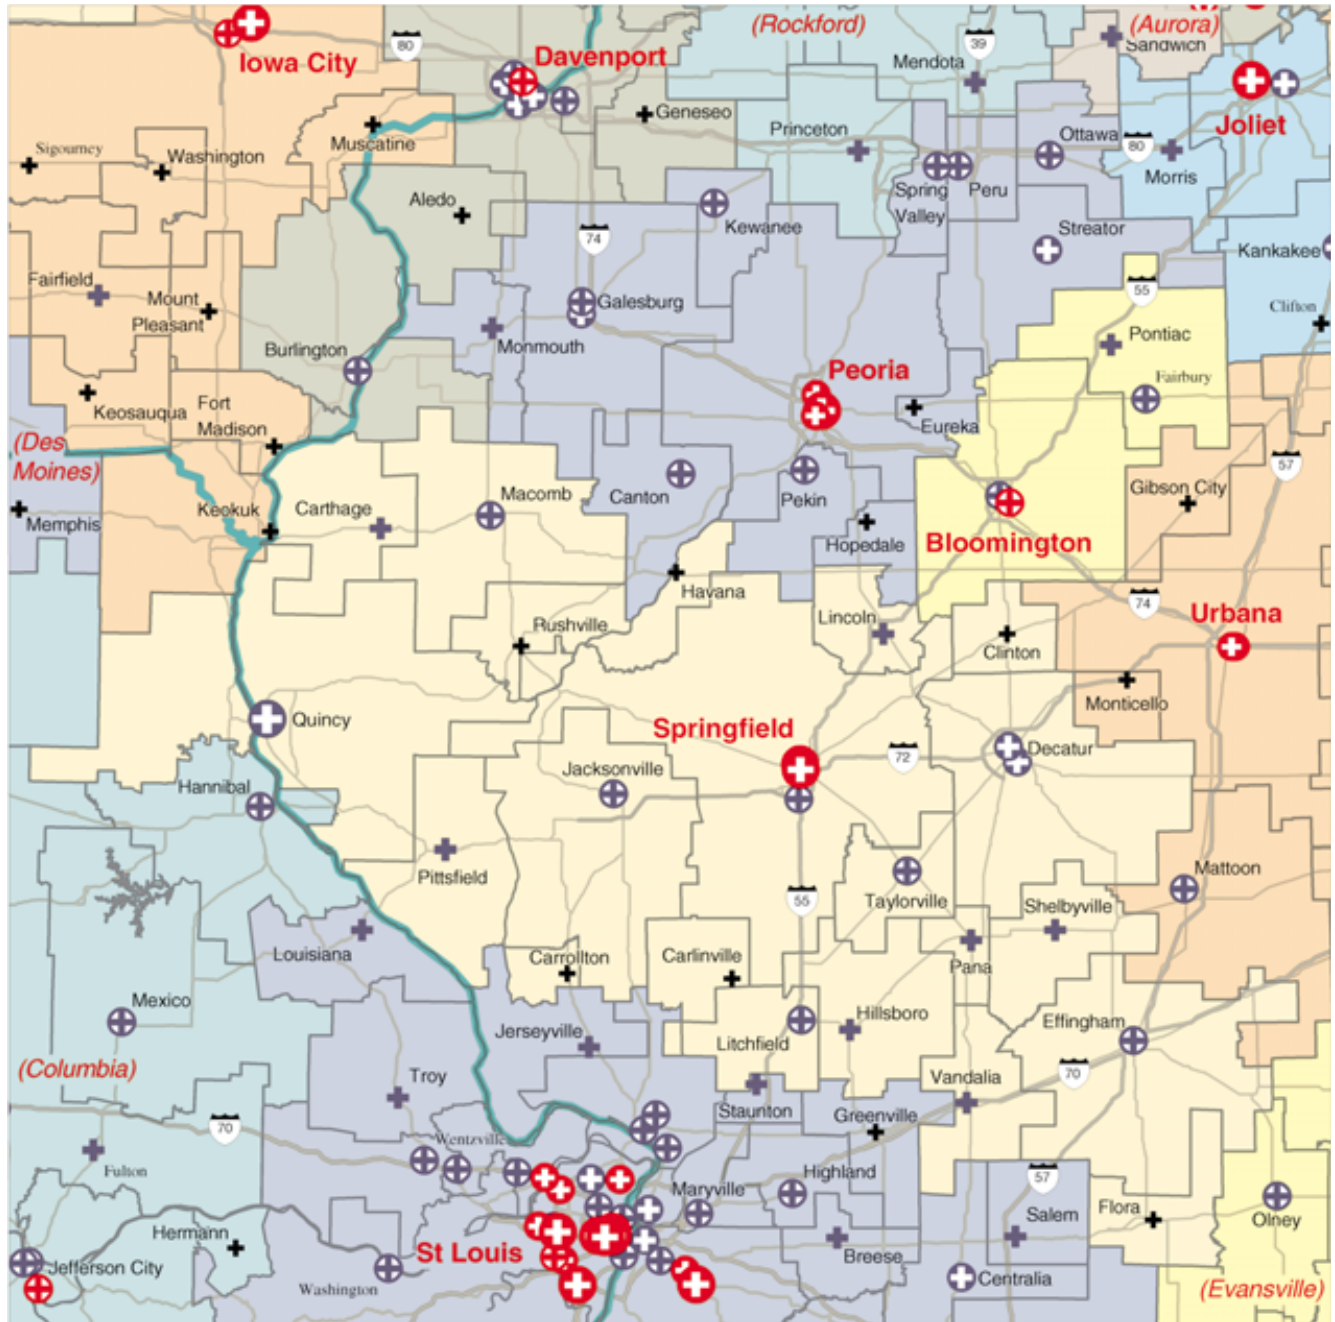 (Rockford)
(Aurora)
39
80
Iowa City
Davenport
Mendota
Sandwich
Joliet
Geneseo
Princeton
Ottawa
80
Muscatine
Sigourney
Washington
Morris
Spring
Valley
Peru
Aledo
Kewanee
Streator
74
Kankakee
Fairfield
Mount
Pleasant
Galesburg
55
Clifton
Burlington
Monmouth
Pontiac
Peoria
Fairbury
Keosauqua
Fort
Madison
Eureka
(Des
Moines)
57
Memphis
Keokuk
Carthage
Macomb
Canton
Pekin
Gibson City
Hopedale
Bloomington
Havana
74
Lincoln
Urbana
Rushville
Clinton
Monticello
Quincy
Springfield
72
Decatur
Jacksonville
Hannibal
Mattoon
Pittsfield
55
Taylorville
Shelbyville
Louisiana
Carrollton
Carlinville
Pana
Mexico
Jerseyville
Litchfield
Hillsboro
Effingham
(Columbia)
Troy
Vandalia
70
Staunton
Greenville
70
Wentzville
Fulton
Maryville
Highland
57
Hermann
Salem
Flora
Olney
St Louis
Breese
Jefferson City
Washington
Centralia
(Evansville)